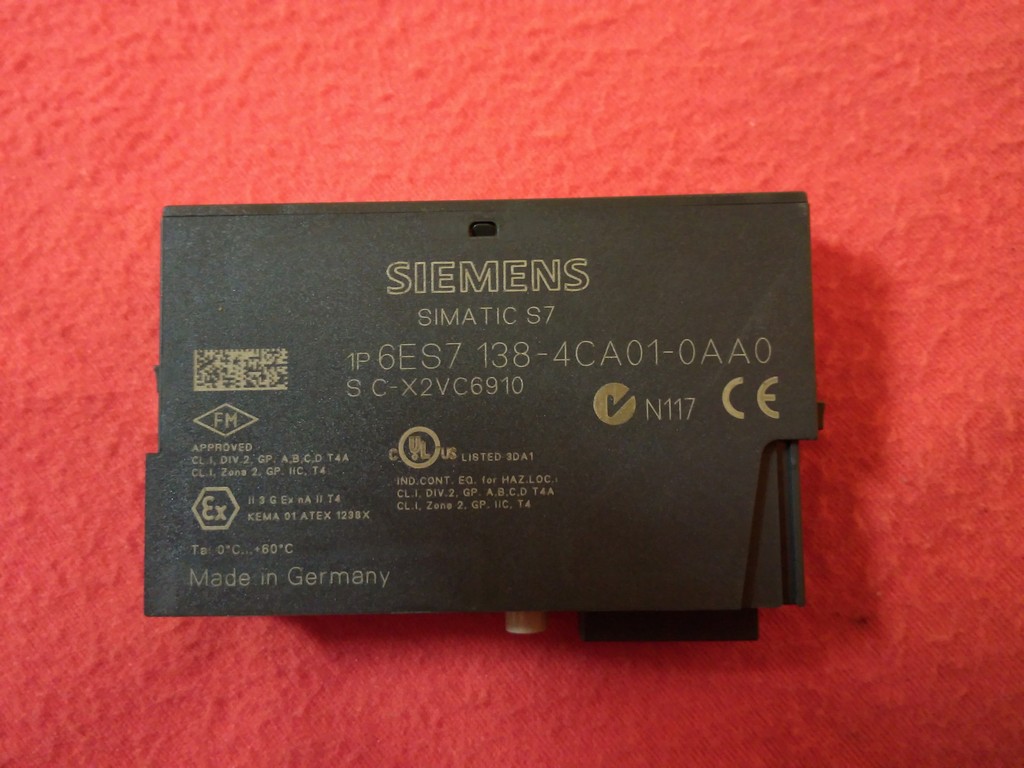 SIEMENS
SIMATIC S7
1P 6ES7 138-4CA01-0AA0
S C-X2VC6910
N117 CE
FM
APPROVED
CL.I, DIV.2, GP. A,B,C,D T4A
CL.I, Zone 2, GP. IIC, T4
C UL US LISTED 3DA1
IND.CONT. EQ. for HAZ.LOC.:
CL.I, DIV.2, GP. A,B,C,D T4A
CL.I, Zone 2, GP. IIC, T4
Ex II 3 G Ex nA II T4
KEMA 01 ATEX 1238X
Ta: 0°C...+60°C
Made in Germany